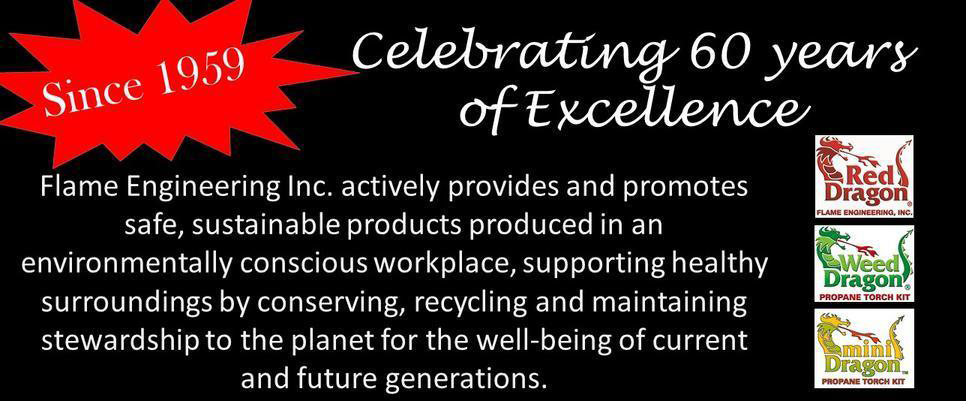 Since 1959
Celebrating 60 years
of Excellence
Flame Engineering Inc. actively provides and promotes
safe, sustainable products produced in an
environmentally conscious workplace, supporting healthy
surroundings by conserving, recycling and maintaining
stewardship to the planet for the well-being of current
and future generations.
Red
Dragon®
FLAME ENGINEERING, INC.
Weed
Dragon®
PROPANE TORCH KIT
mini
Dragon™
PROPANE TORCH KIT